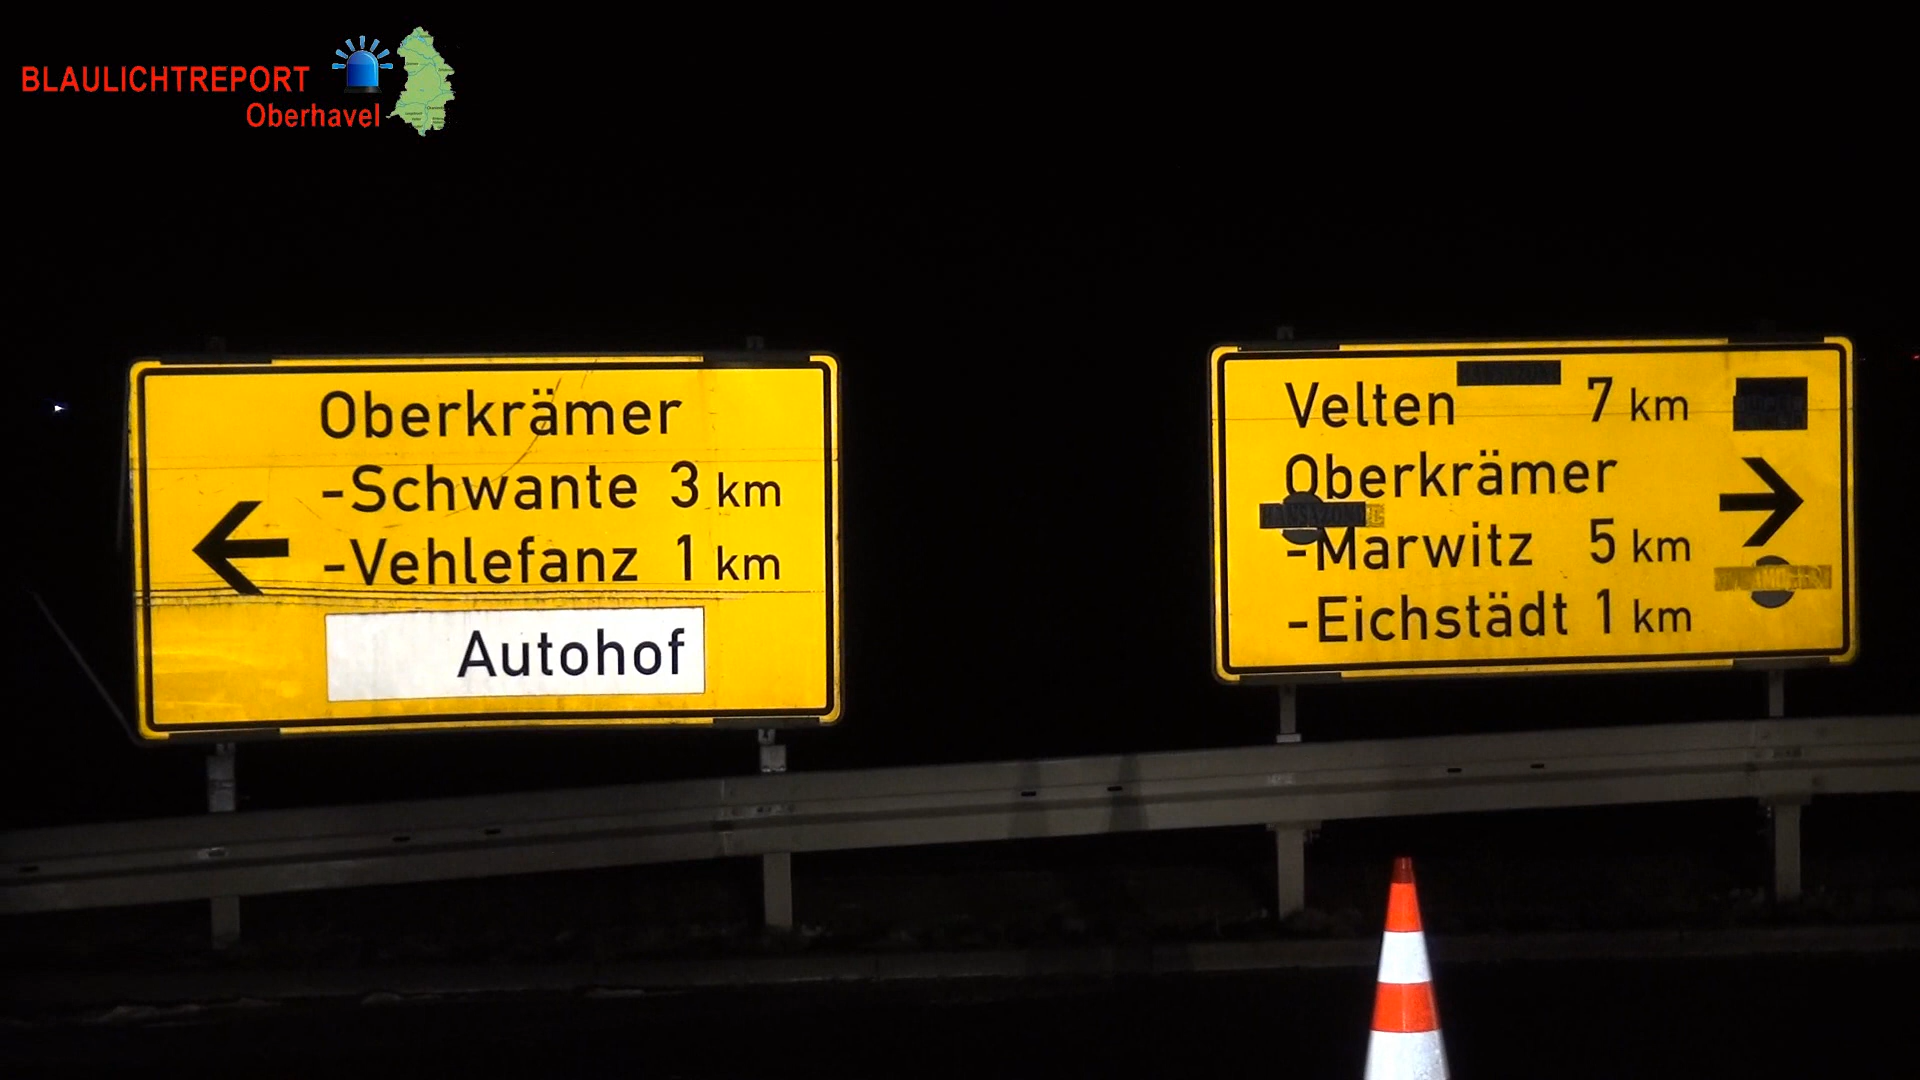 BLAULICHTREPORT
Oberhavel
Oberkrämer
-Schwante 3 km
-Vehlefanz 1 km
Autohof
Velten 7 km
Oberkrämer
-Marwitz 5 km
-Eichstädt 1 km